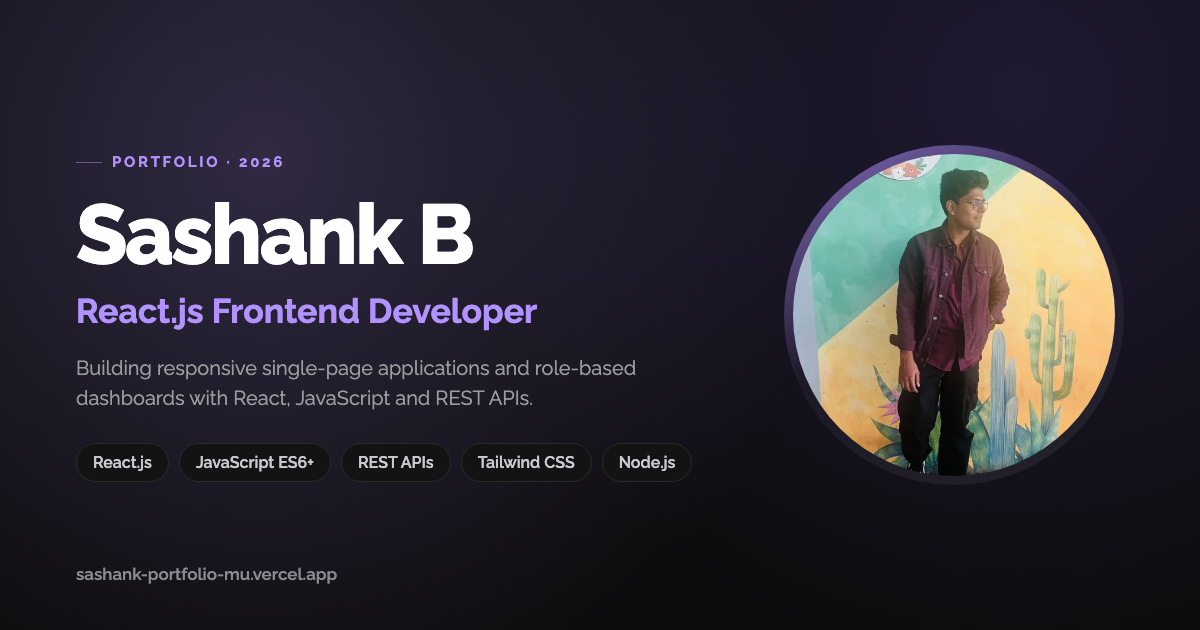 PORTFOLIO · 2026
Sashank B
React.js Frontend Developer
Building responsive single-page applications and role-based
dashboards with React, JavaScript and REST APIs.
React.js JavaScript ES6+ REST APIs Tailwind CSS Node.js
sashank-portfolio-mu.vercel.app